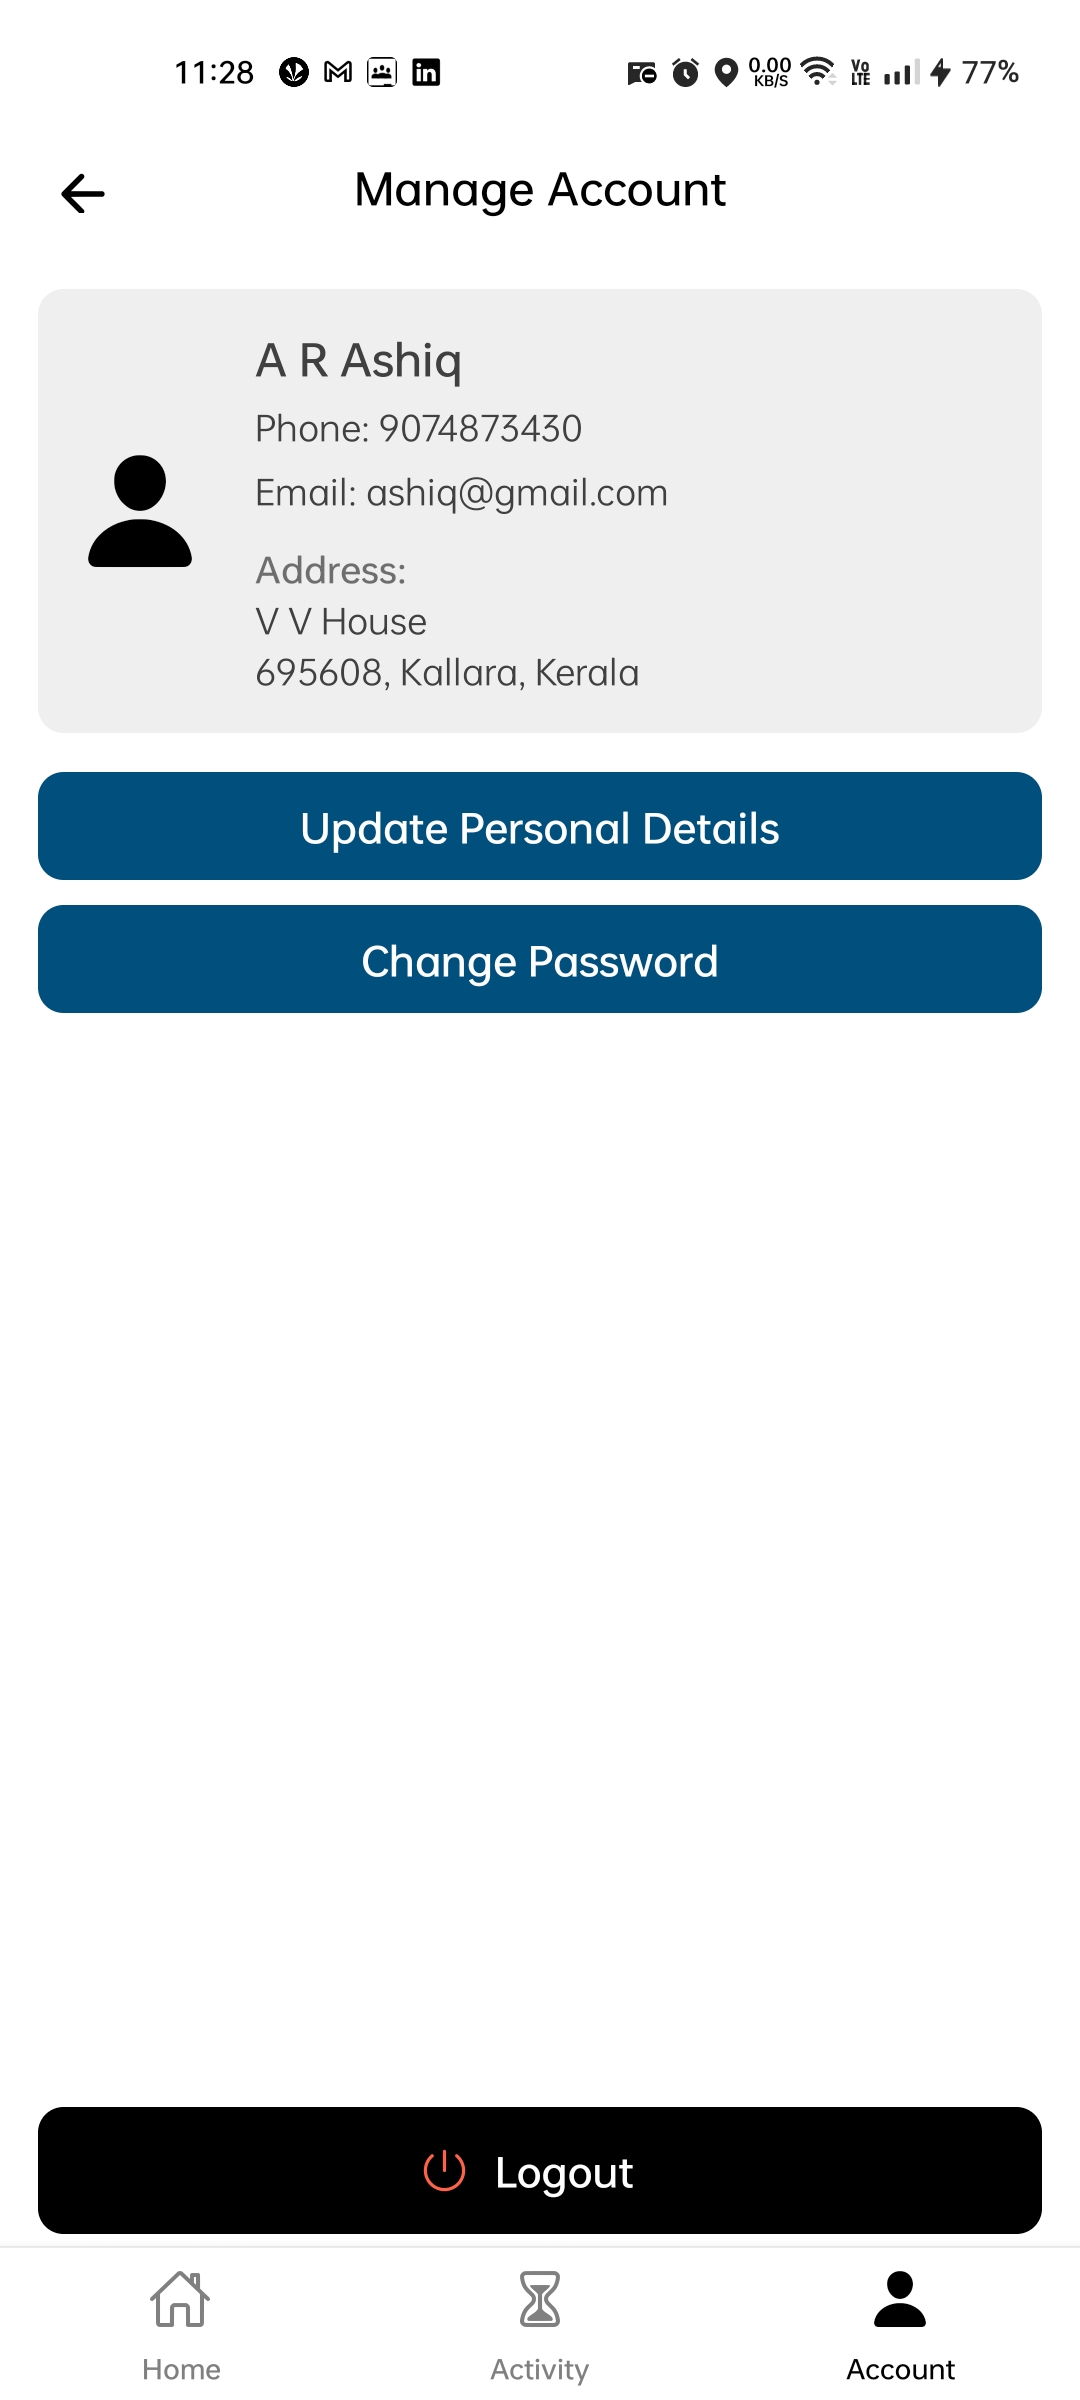 11:28
0.00
KB/S
Vo
LTE
77%
Manage Account
A R Ashiq
Phone: 9074873430
Email: ashiq@gmail.com
Address:
V V House
695608, Kallara, Kerala
Update Personal Details
Change Password
Logout
Home
Activity
Account